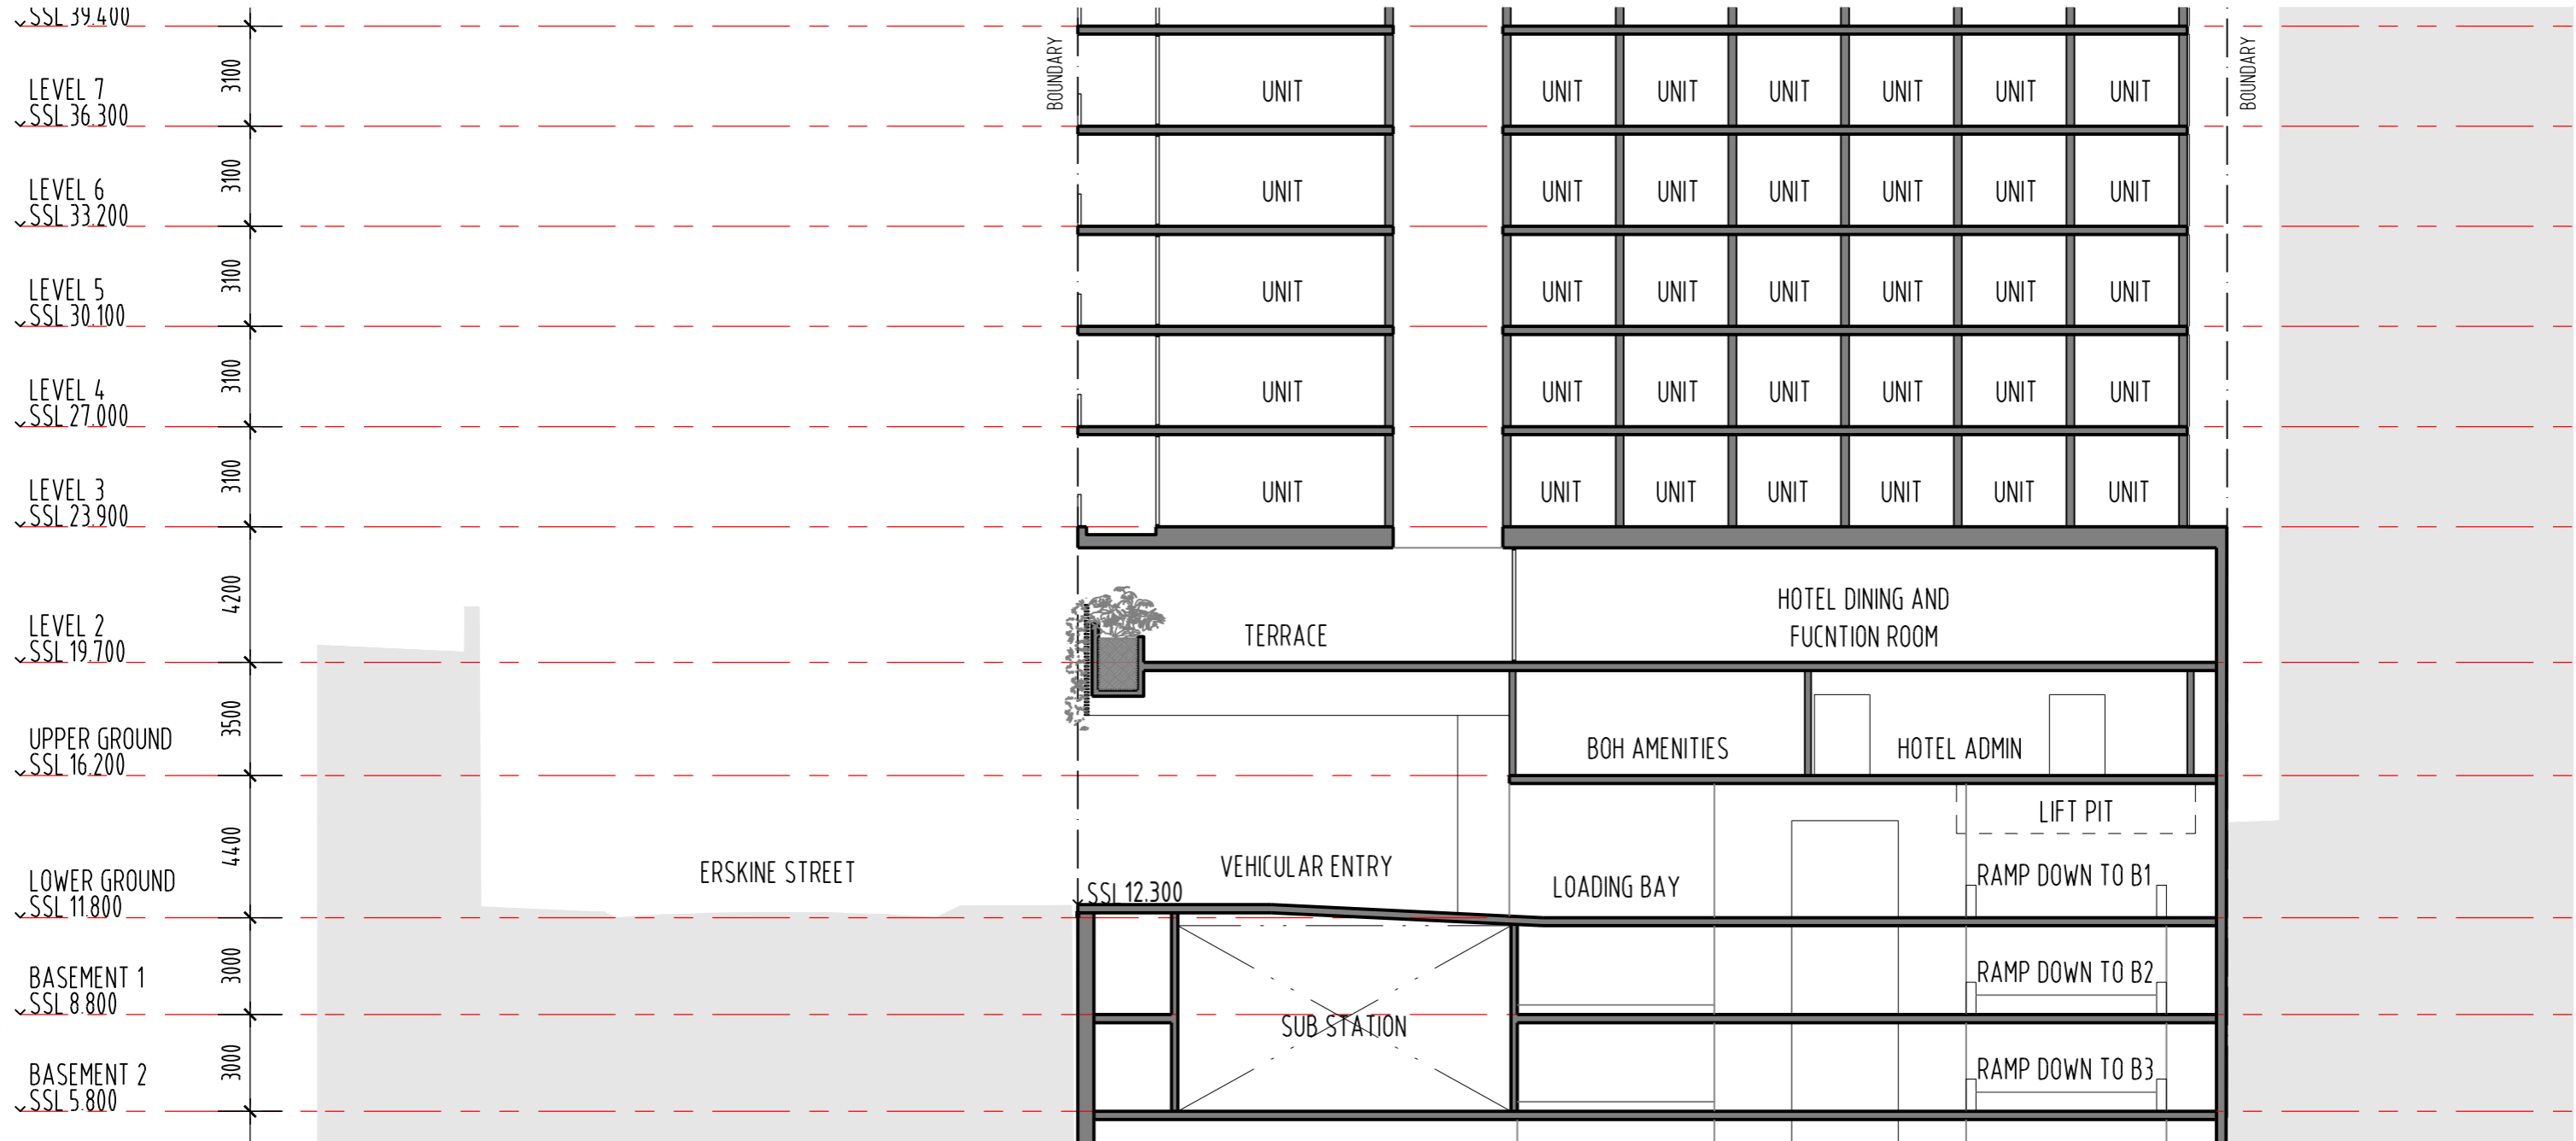 SSL 39.400
3100
BOUNDARY
BOUNDARY
LEVEL 7
SSL 36.300
UNIT UNIT UNIT UNIT UNIT UNIT UNIT
3100
LEVEL 6
SSL 33.200
UNIT UNIT UNIT UNIT UNIT UNIT UNIT
3100
LEVEL 5
SSL 30.100
UNIT UNIT UNIT UNIT UNIT UNIT UNIT
3100
LEVEL 4
SSL 27.000
UNIT UNIT UNIT UNIT UNIT UNIT UNIT
3100
LEVEL 3
SSL 23.900
UNIT UNIT UNIT UNIT UNIT UNIT UNIT
4200
LEVEL 2
SSL 19.700
TERRACE
HOTEL DINING AND
FUCNTION ROOM
3500
UPPER GROUND
SSL 16.200
BOH AMENITIES
HOTEL ADMIN
LIFT PIT
4400
LOWER GROUND
SSL 11.800
ERSKINE STREET
SSL 12.300
VEHICULAR ENTRY
LOADING BAY
RAMP DOWN TO B1
3000
BASEMENT 1
SSL 8.800
SUB STATION
RAMP DOWN TO B2
3000
BASEMENT 2
SSL 5.800
RAMP DOWN TO B3